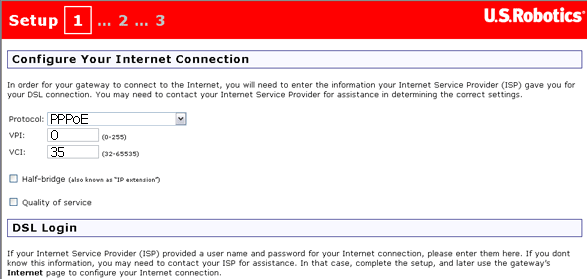 Setup 1 ... 2 ... 3 U.S.Robotics®
Configure Your Internet Connection
In order for your gateway to connect to the Internet, you will need to enter the information your Internet Service Provider (ISP) gave you for
your DSL connection. You may need to contact your Internet Service Provider for assistance in determining the correct settings.
Protocol: PPPoE
VPI: 0 (0-255)
VCI: 35 (32-65535)
Half-bridge (also known as "IP extension")
Quality of service
DSL Login
If your Internet Service Provider (ISP) provided a user name and password for your Internet connection, please enter them here. If you dont
know this information, you may need to contact your ISP for assistance. In that case, complete the setup, and later use the gateway's
Internet page to configure your Internet connection.